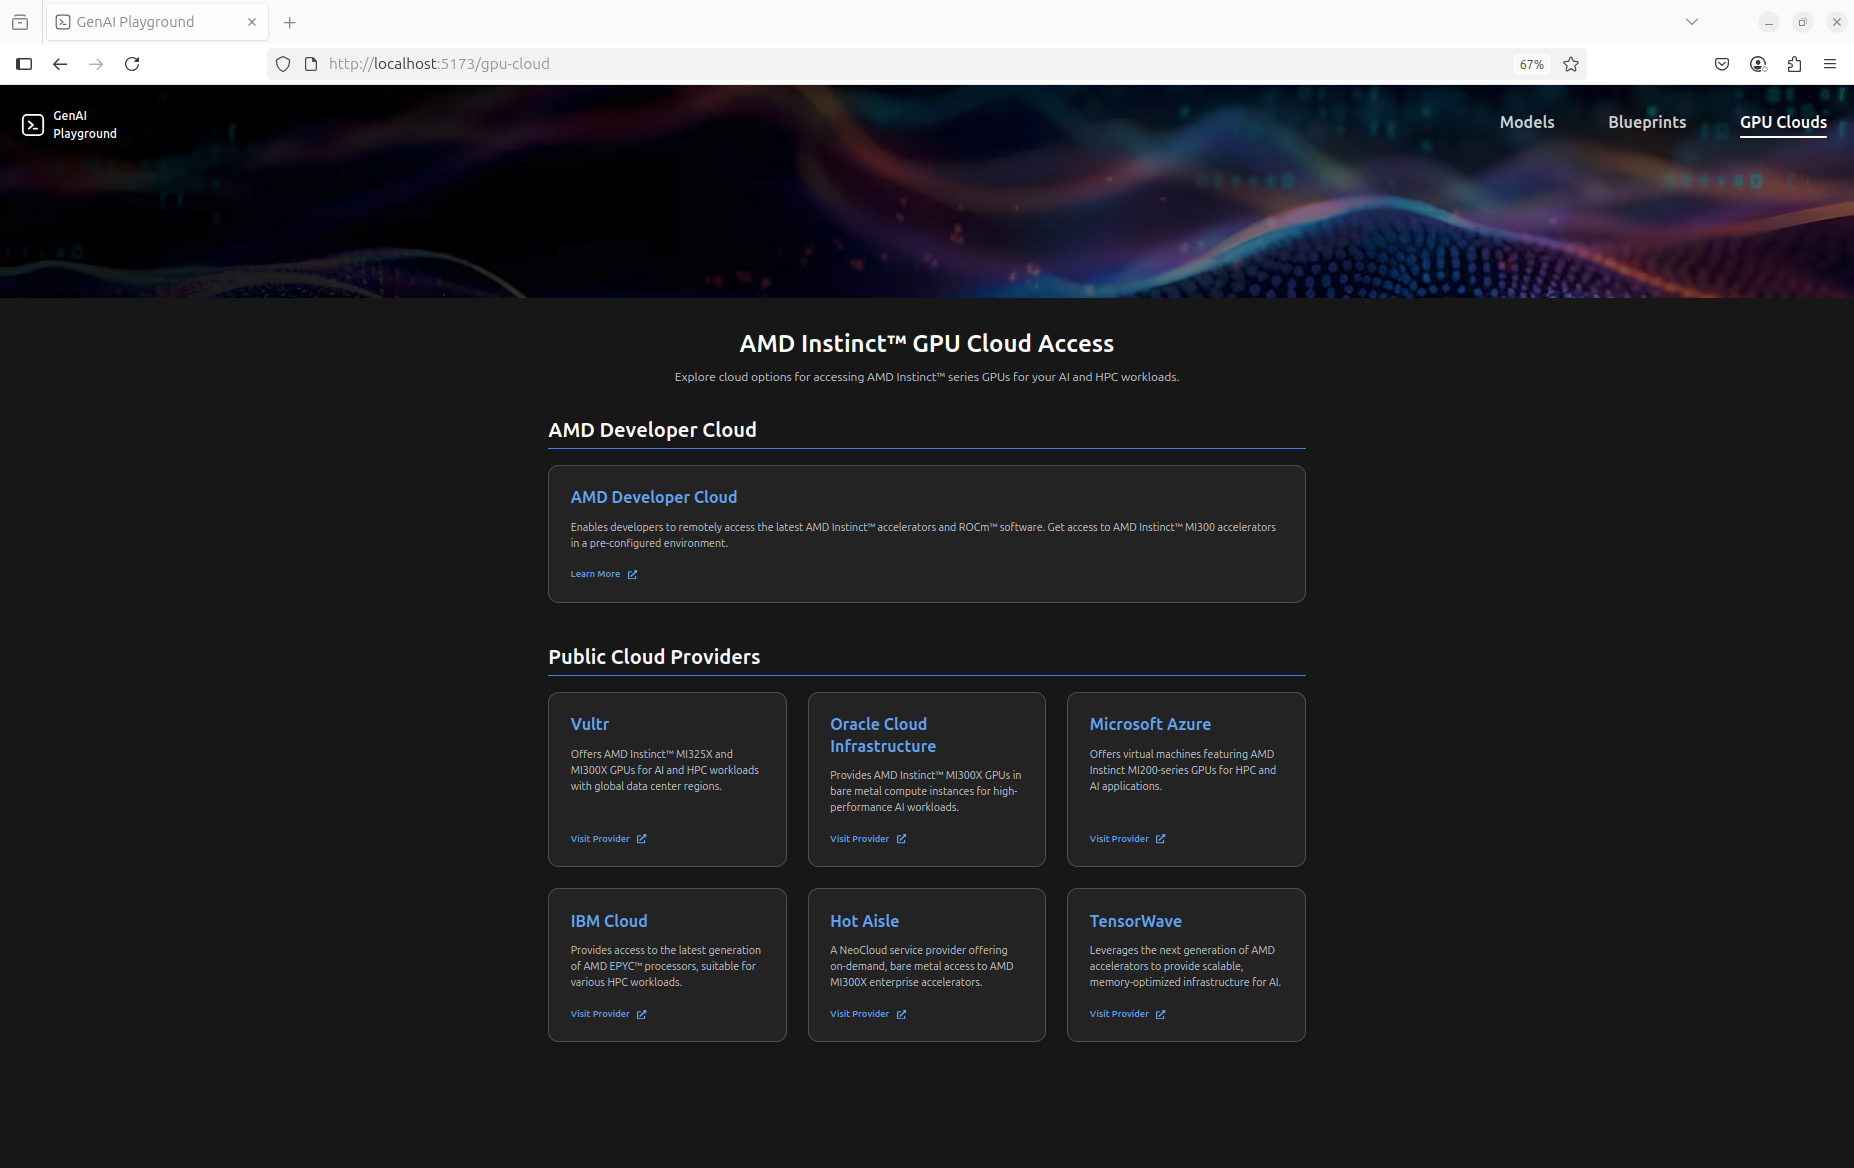 GenAI Playground
http://localhost:5173/gpu-cloud
67%
GenAI
Playground
Models
Blueprints
GPU Clouds
AMD Instinct™ GPU Cloud Access
Explore cloud options for accessing AMD Instinct™ series GPUs for your AI and HPC workloads.
AMD Developer Cloud
AMD Developer Cloud
Enables developers to remotely access the latest AMD Instinct™ accelerators and ROCm™ software. Get access to AMD Instinct™ MI300 accelerators
in a pre-configured environment.
Learn More
Public Cloud Providers
Vultr
Offers AMD Instinct™ MI325X and
MI300X GPUs for AI and HPC workloads
with global data center regions.
Visit Provider
Oracle Cloud
Infrastructure
Provides AMD Instinct™ MI300X GPUs in
bare metal compute instances for high-
performance AI workloads.
Visit Provider
Microsoft Azure
Offers virtual machines featuring AMD
Instinct MI200-series GPUs for HPC and
AI applications.
Visit Provider
IBM Cloud
Provides access to the latest generation
of AMD EPYC™ processors, suitable for
various HPC workloads.
Visit Provider
Hot Aisle
A NeoCloud service provider offering
on-demand, bare metal access to AMD
MI300X enterprise accelerators.
Visit Provider
TensorWave
Leverages the next generation of AMD
accelerators to provide scalable,
memory-optimized infrastructure for AI.
Visit Provider